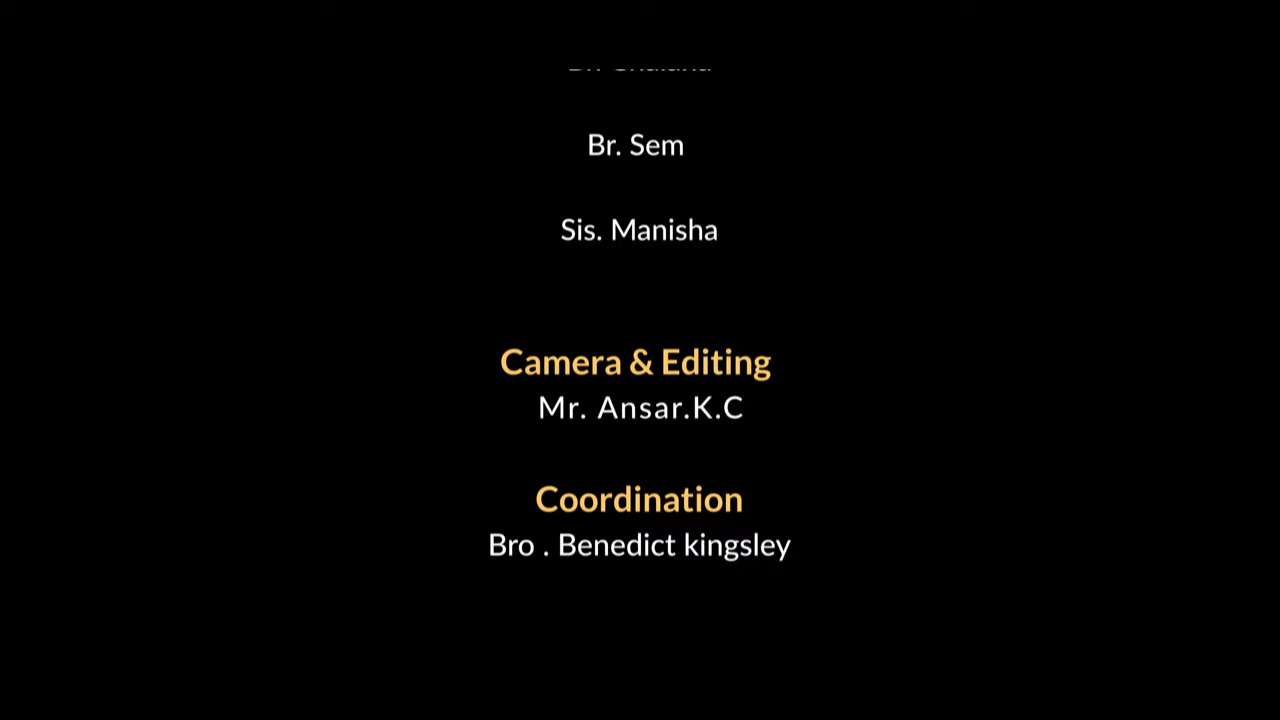 Br. Sem
Sis. Manisha
Camera & Editing
Mr. Ansar.K.C
Coordination
Bro . Benedict kingsley